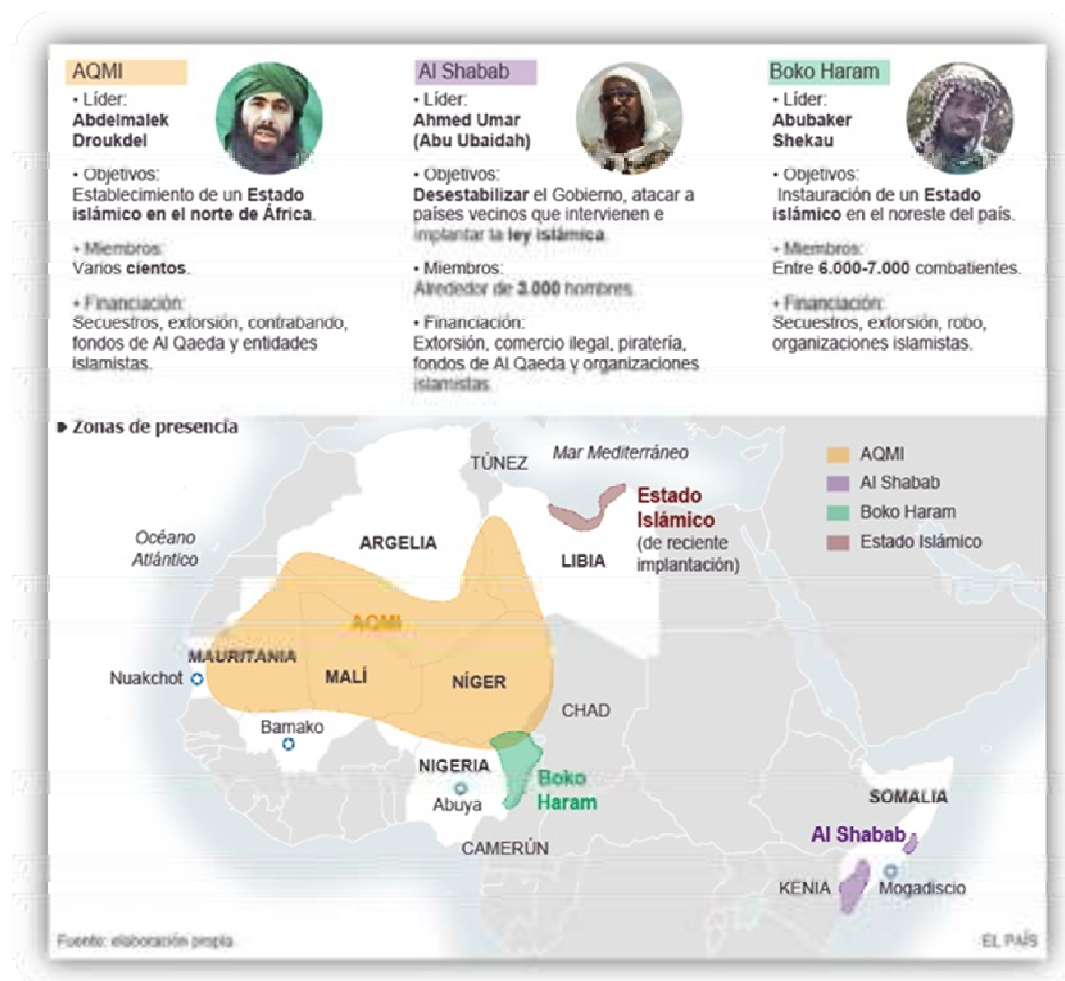 AQMI
• Líder:
Abdelmalek
Droukdel
• Objetivos:
Establecimiento de un Estado
islámico en el norte de África.
• Miembros:
Varios cientos.
• Financiación:
Secuestros, extorsión, contrabando,
fondos de Al Qaeda y entidades
islamistas.
Al Shabab
• Líder:
Ahmed Umar
(Abu Ubaidah)
• Objetivos:
Desestabilizar el Gobierno, atacar a
países vecinos que intervienen e
implantar la ley islámica.
• Miembros:
Alrededor de 3.000 hombres.
• Financiación:
Extorsión, comercio ilegal, piratería,
fondos de Al Qaeda y organizaciones
islamistas.
Boko Haram
• Líder:
Abubaker
Shekau
• Objetivos:
Instauración de un Estado
islámico en el noreste del país.
• Miembros:
Entre 6.000-7.000 combatientes.
• Financiación:
Secuestros, extorsión, robo,
organizaciones islamistas.
Zonas de presencia
TÚNEZ
Mar Mediterráneo
AQMI
Al Shabab
Boko Haram
Estado Islámico
Estado
Islámico
(de reciente
implantación)
Océano
Atlántico
ARGELIA
LIBIA
AQMI
MAURITANIA
Nuakchot
MALÍ
NÍGER
CHAD
Bamako
NIGERIA
Abuya
Boko
Haram
CAMERÚN
SOMALIA
Al Shabab
KENIA
Mogadiscio
Fuente: elaboración propia.
EL PAÍS